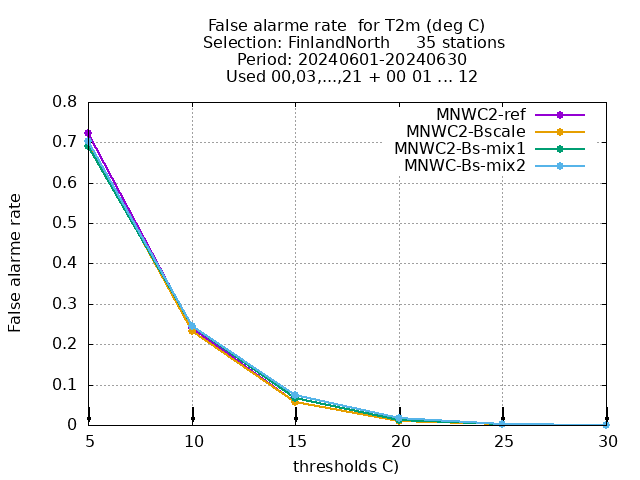 False alarme rate  for T2m (deg C)
Selection: FinlandNorth     35 stations
Period: 20240601-20240630
Used 00,03,...,21 + 00 01 ... 12
MNWC2-ref
MNWC2-Bscale
MNWC2-Bs-mix1
MNWC-Bs-mix2
False alarme rate
0.8
0.7
0.6
0.5
0.4
0.3
0.2
0.1
0
5 10 15 20 25 30
thresholds C)